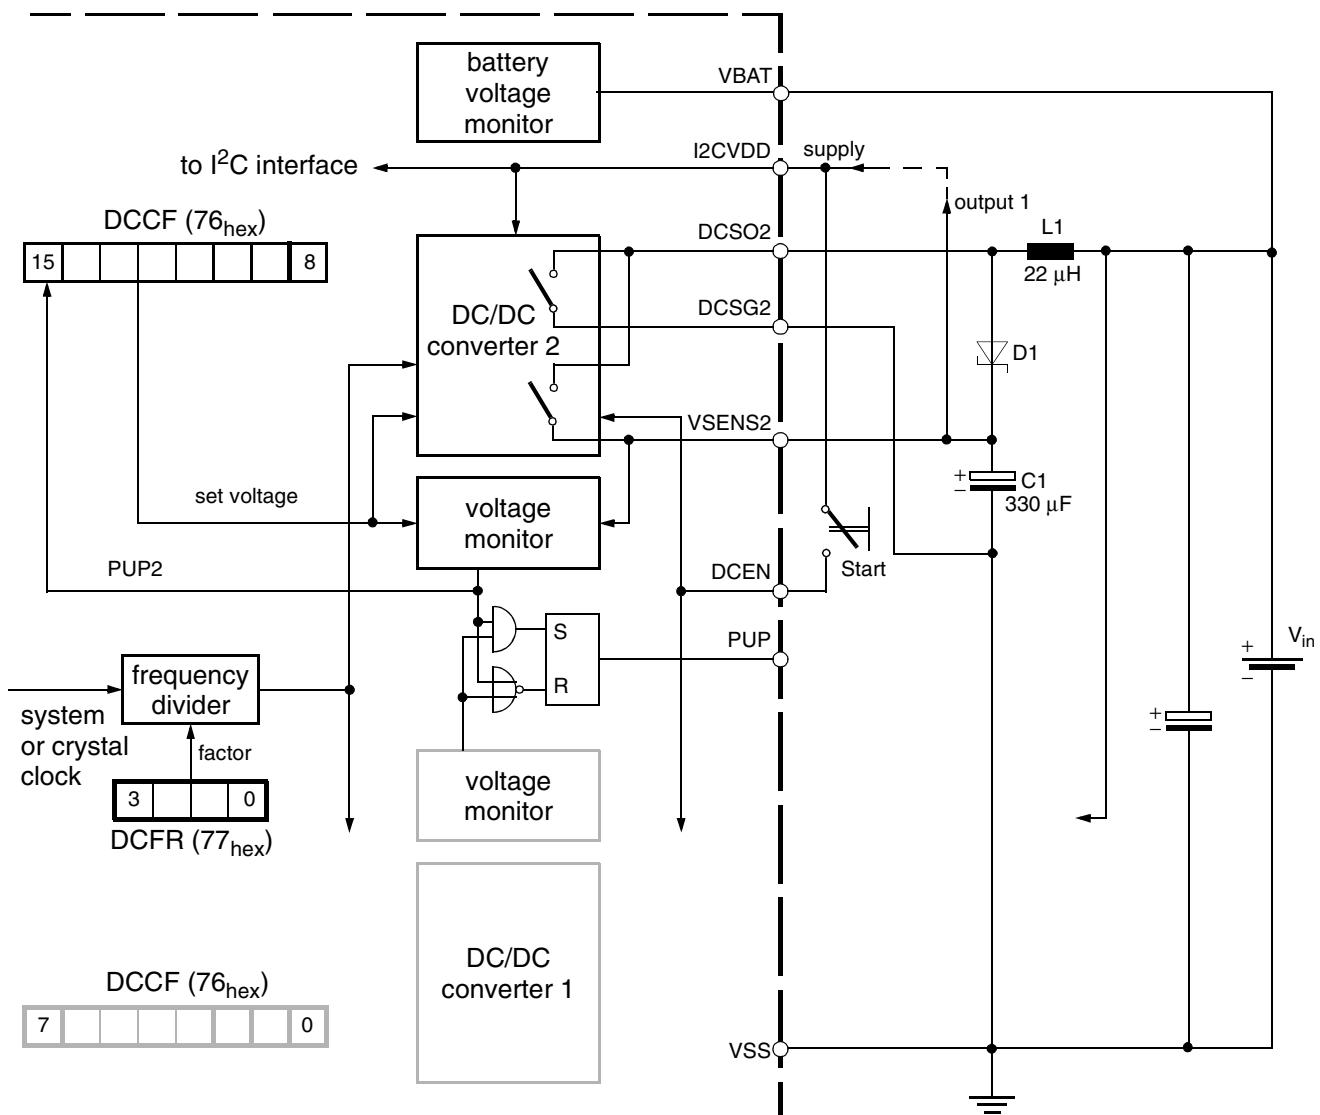 battery
voltage
monitor
VBAT
to I²C interface
I2CVDD
supply
output 1
DCCF (76hex)
15
8
DCSO2
L1
22 μH
DC/DC
converter 2
DCSG2
D1
VSENS2
+
−
C1
330 μF
set voltage
voltage
monitor
PUP2
DCEN
Start
S
R
PUP
+
−
Vin
frequency
divider
system
or crystal
clock
factor
+
−
3
0
DCFR (77hex)
voltage
monitor
DC/DC
converter 1
DCCF (76hex)
7
0
VSS